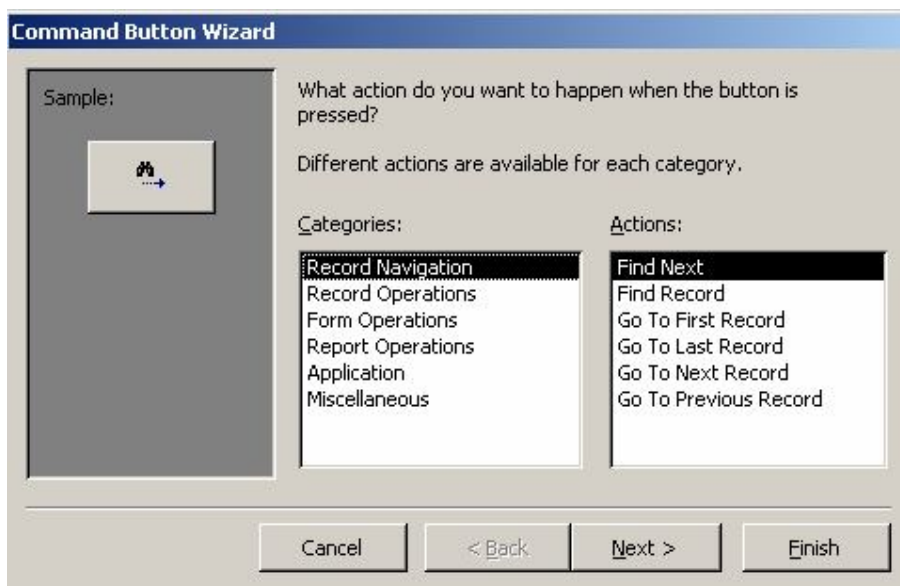 Command Button Wizard
Sample:
What action do you want to happen when the button is
pressed?
Different actions are available for each category.
Categories:
Record Navigation
Record Operations
Form Operations
Report Operations
Application
Miscellaneous
Actions:
Find Next
Find Record
Go To First Record
Go To Last Record
Go To Next Record
Go To Previous Record
Cancel
< Back
Next >
Finish